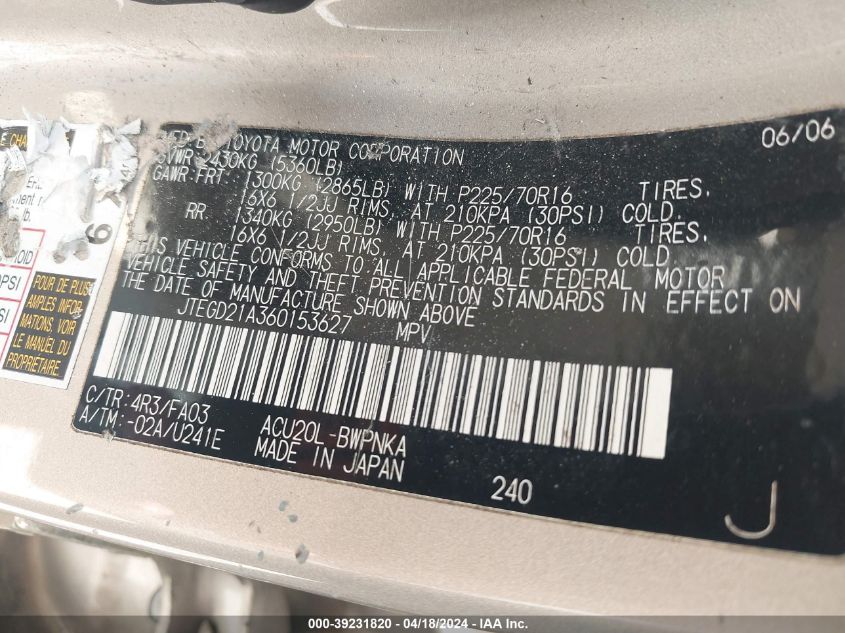 TOYOTA MOTOR CORPORATION 06/06
GVWR 2430KG (5360LB)
GAWR:FRT: 1300KG (2865LB) WITH P225/70R16 TIRES,
16X6 1/2JJ RIMS, AT 210KPA (30PSI) COLD.
RR 1340KG (2950LB) WITH P225/70R16 TIRES,
16X6 1/2JJ RIMS, AT 210KPA (30PSI) COLD
THIS VEHICLE CONFORMS TO ALL APPLICABLE FEDERAL MOTOR
VEHICLE SAFETY AND THEFT PREVENTION STANDARDS IN EFFECT ON
THE DATE OF MANUFACTURE SHOWN ABOVE
JTEGD21A360153627 MPV
C/TR: 4R3/FA03 ACU20L-BWPNKA
A/TM: -02A/U241E MADE IN JAPAN
240
J
POUR DE PLUS
AMPLES INFOR-
MATIONS, VOIR
LE MANUEL DU
PROPRIÉTAIRE.
000-39231820 - 04/18/2024 - IAA Inc.